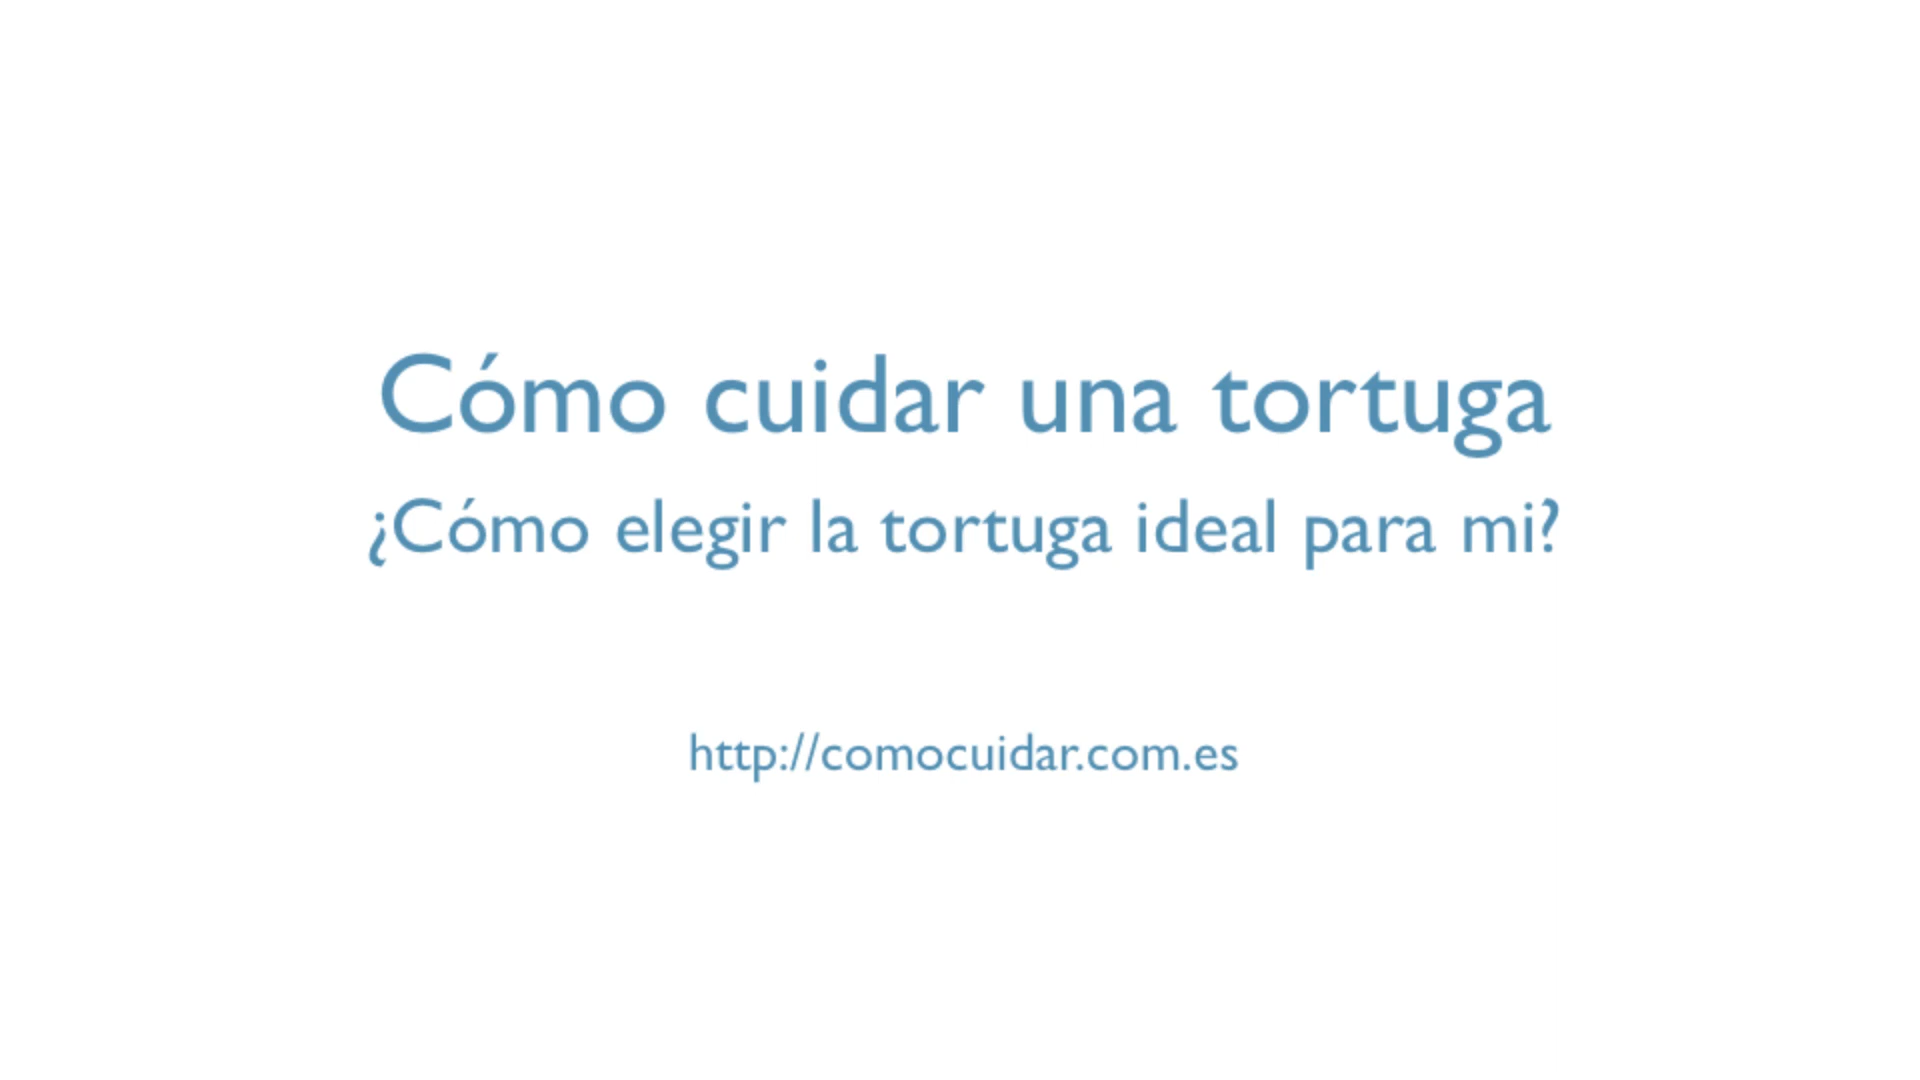 Cómo cuidar una tortuga
¿Cómo elegir la tortuga ideal para mi?
http://comocuidar.com.es